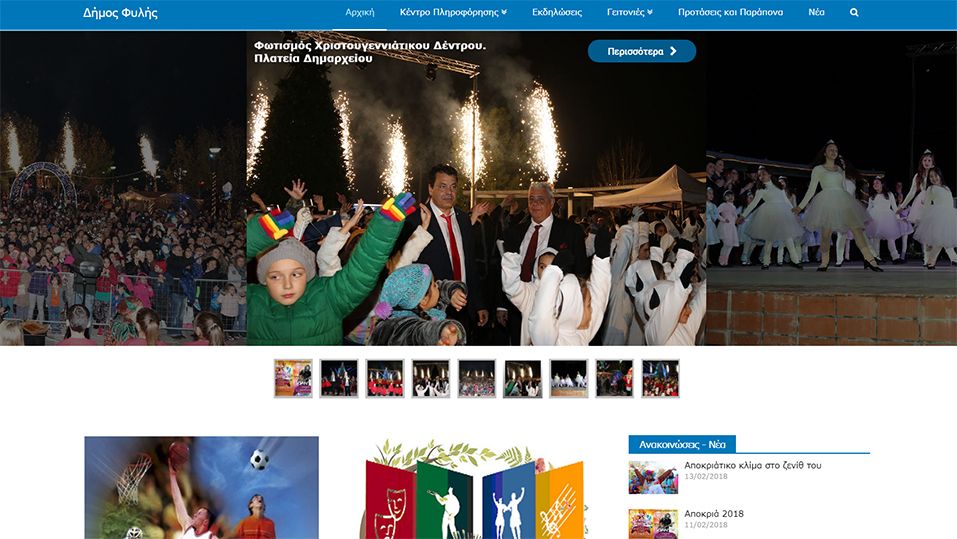 Δήμος Φυλής
Αρχική Κέντρο Πληροφόρησης Εκδηλώσεις Γειτονιές Προτάσεις και Παράπονα Νέα
Φωτισμός Χριστουγεννιάτικου Δέντρου.
Πλατεία Δημαρχείου
Περισσότερα
Ανακοινώσεις - Νέα
Αποκριάτικο κλίμα στο ζενίθ του
13/02/2018
Αποκριά 2018
11/02/2018